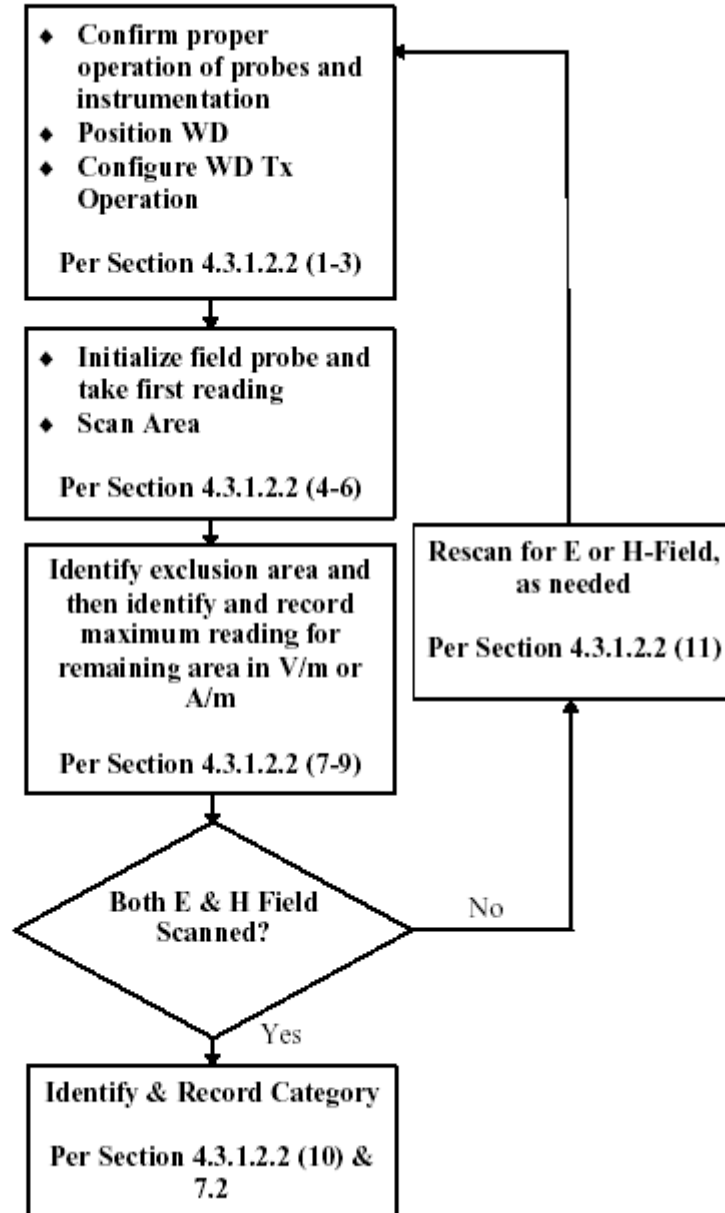 ♦ Confirm proper
operation of probes and
instrumentation
♦ Position WD
♦ Configure WD Tx
Operation
Per Section 4.3.1.2.2 (1-3)
♦ Initialize field probe and
take first reading
♦ Scan Area
Per Section 4.3.1.2.2 (4-6)
Identify exclusion area and
then identify and record
maximum reading for
remaining area in V/m or
A/m
Per Section 4.3.1.2.2 (7-9)
Both E & H Field
Scanned?
No
Rescan for E or H-Field,
as needed
Per Section 4.3.1.2.2 (11)
Yes
Identify & Record Category
Per Section 4.3.1.2.2 (10) &
7.2